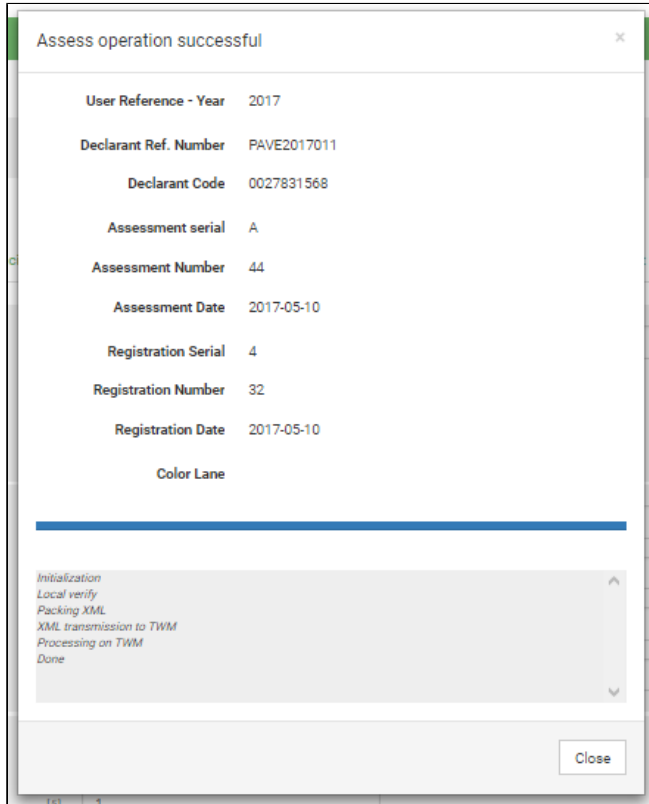 Assess operation successful ×
User Reference - Year 2017
Declarant Ref. Number PAVE2017011
Declarant Code 0027831568
Assessment serial A
Assessment Number 44
Assessment Date 2017-05-10
Registration Serial 4
Registration Number 32
Registration Date 2017-05-10
Color Lane
Initialization
Local verify
Packing XML
XML transmission to TWM
Processing on TWM
Done
Close